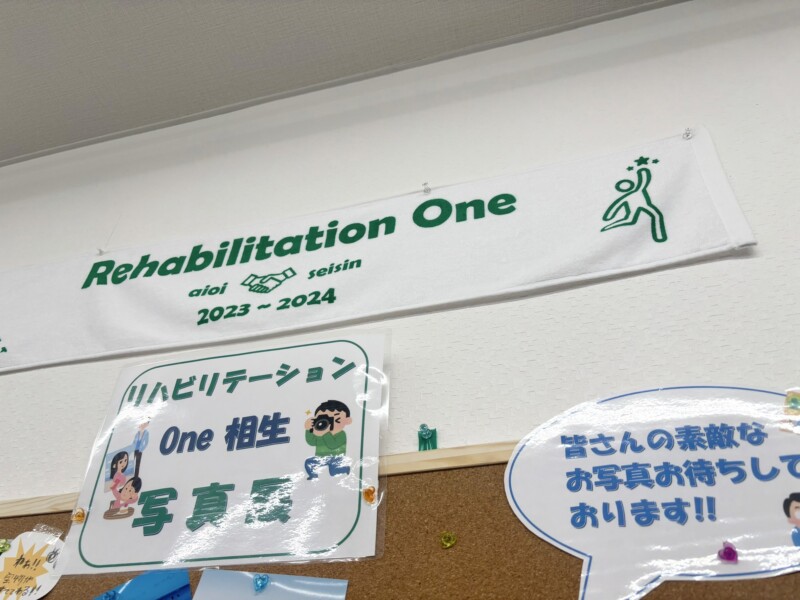 Rehabilitation One
aioi seisin
2023 ~ 2024
リハビリテーション
One 相生
写真展
皆さんの素敵な
お写真お待ちして
おります!!